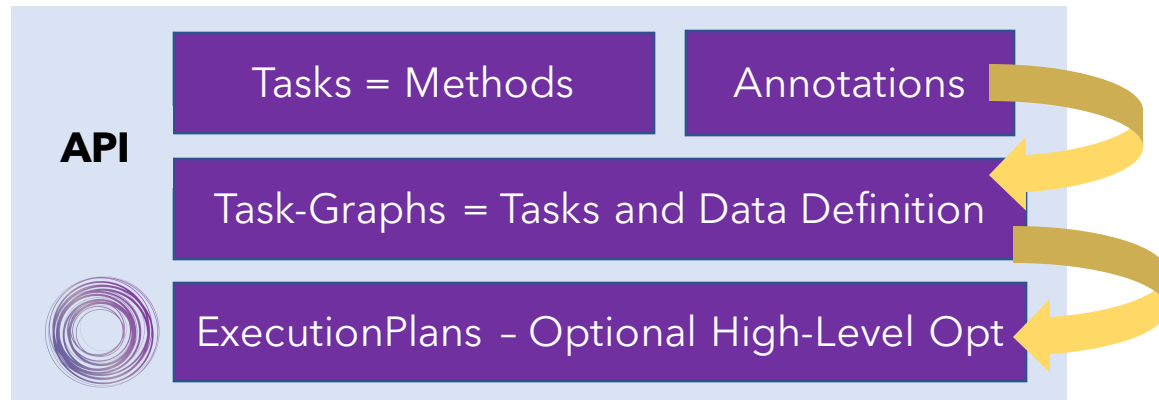 Tasks = Methods
Annotations
API
Task-Graphs = Tasks and Data Definition
ExecutionPlans – Optional High-Level Opt